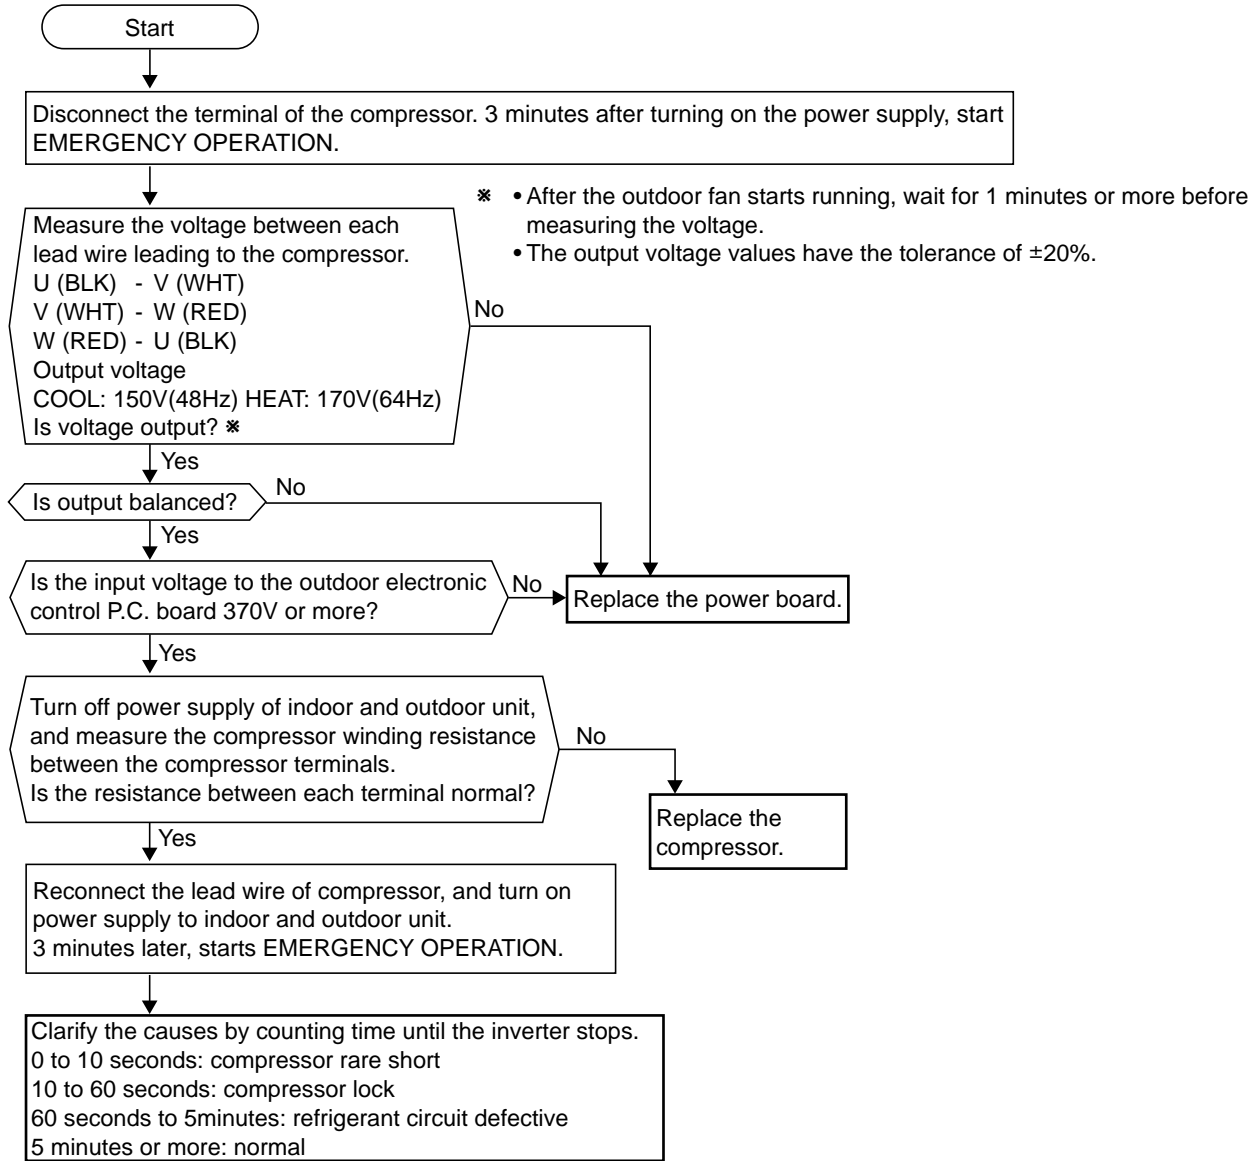 Start
Disconnect the terminal of the compressor. 3 minutes after turning on the power supply, start
EMERGENCY OPERATION.
※ • After the outdoor fan starts running, wait for 1 minutes or more before
measuring the voltage.
• The output voltage values have the tolerance of ±20%.
Measure the voltage between each
lead wire leading to the compressor.
U (BLK) - V (WHT)
V (WHT) - W (RED)
W (RED) - U (BLK)
Output voltage
COOL: 150V(48Hz) HEAT: 170V(64Hz)
Is voltage output? ※
No
Yes
Is output balanced?
No
Yes
Is the input voltage to the outdoor electronic
control P.C. board 370V or more?
No
Replace the power board.
Yes
Turn off power supply of indoor and outdoor unit,
and measure the compressor winding resistance
between the compressor terminals.
Is the resistance between each terminal normal?
No
Replace the
compressor.
Yes
Reconnect the lead wire of compressor, and turn on
power supply to indoor and outdoor unit.
3 minutes later, starts EMERGENCY OPERATION.
Clarify the causes by counting time until the inverter stops.
0 to 10 seconds: compressor rare short
10 to 60 seconds: compressor lock
60 seconds to 5minutes: refrigerant circuit defective
5 minutes or more: normal